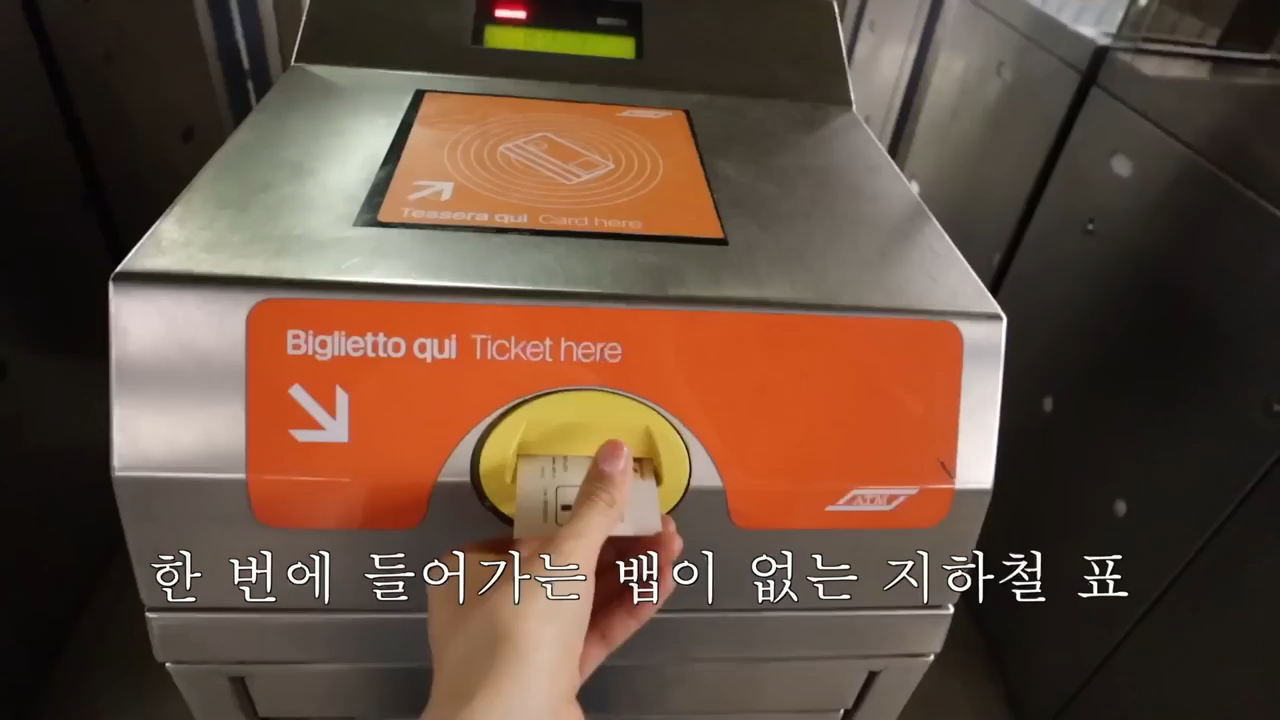 Tessera qui Card here
Biglietto qui Ticket here
ATM
한 번에 들어가는 뱁이 없는 지하철 표